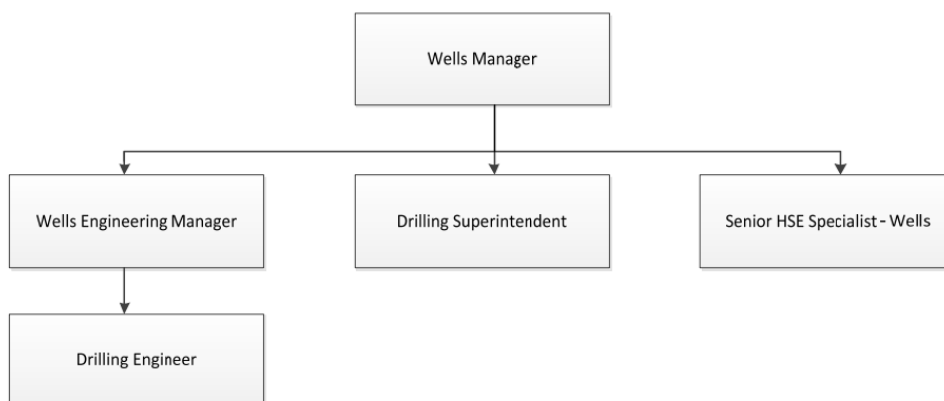 Wells Manager
Wells Engineering Manager
Drilling Superintendent
Senior HSE Specialist - Wells
Drilling Engineer